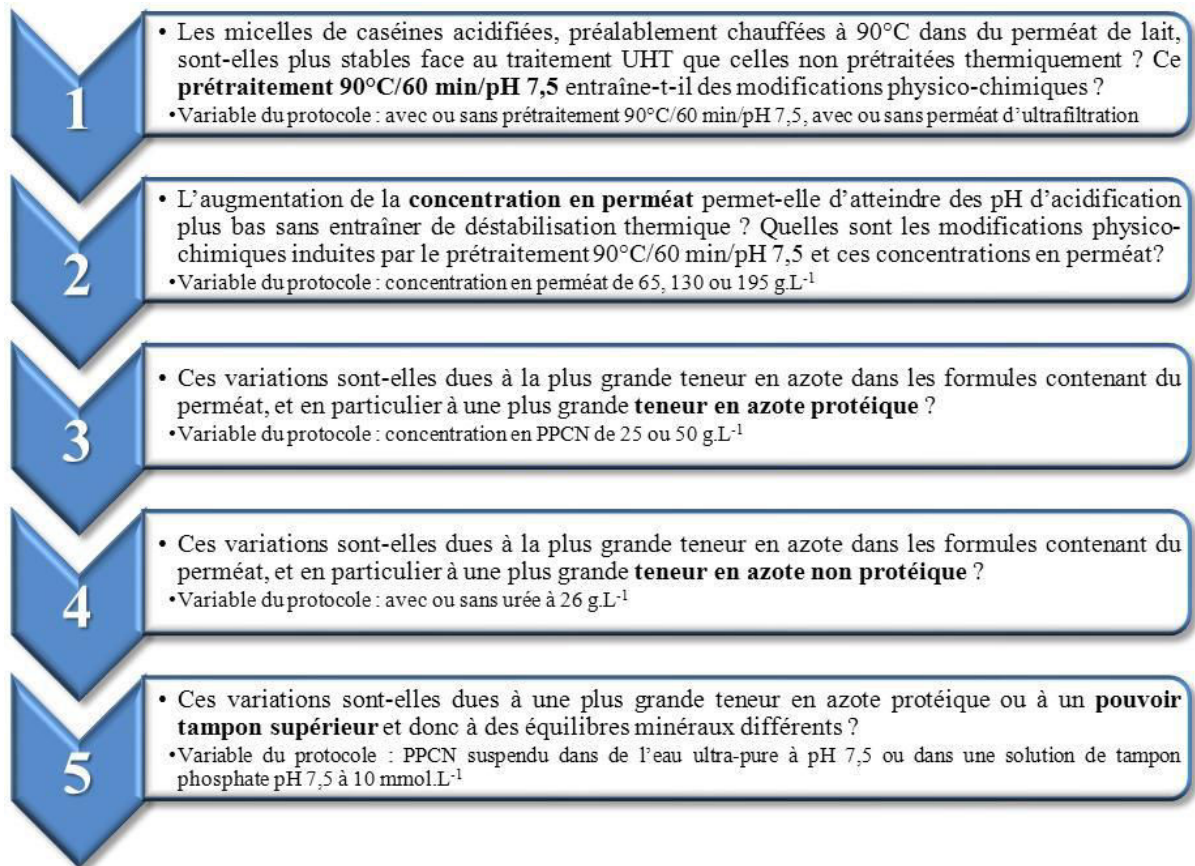 1
• Les micelles de caséines acidifiées, préalablement chauffées à 90°C dans du perméat de lait,
sont-elles plus stables face au traitement UHT que celles non prétraitées thermiquement ? Ce
prétraitement 90°C/60 min/pH 7,5 entraîne-t-il des modifications physico-chimiques ?
•Variable du protocole : avec ou sans prétraitement 90°C/60 min/pH 7,5, avec ou sans perméat d'ultrafiltration
2
• L'augmentation de la concentration en perméat permet-elle d'atteindre des pH d'acidification
plus bas sans entraîner de déstabilisation thermique ? Quelles sont les modifications physico-
chimiques induites par le prétraitement 90°C/60 min/pH 7,5 et ces concentrations en perméat?
•Variable du protocole : concentration en perméat de 65, 130 ou 195 g.L⁻¹
3
• Ces variations sont-elles dues à la plus grande teneur en azote dans les formules contenant du
perméat, et en particulier à une plus grande teneur en azote protéique ?
•Variable du protocole : concentration en PPCN de 25 ou 50 g.L⁻¹
4
• Ces variations sont-elles dues à la plus grande teneur en azote dans les formules contenant du
perméat, et en particulier à une plus grande teneur en azote non protéique ?
•Variable du protocole : avec ou sans urée à 26 g.L⁻¹
5
• Ces variations sont-elles dues à une plus grande teneur en azote protéique ou à un pouvoir
tampon supérieur et donc à des équilibres minéraux différents ?
•Variable du protocole : PPCN suspendu dans de l'eau ultra-pure à pH 7,5 ou dans une solution de tampon
phosphate pH 7,5 à 10 mmol.L⁻¹